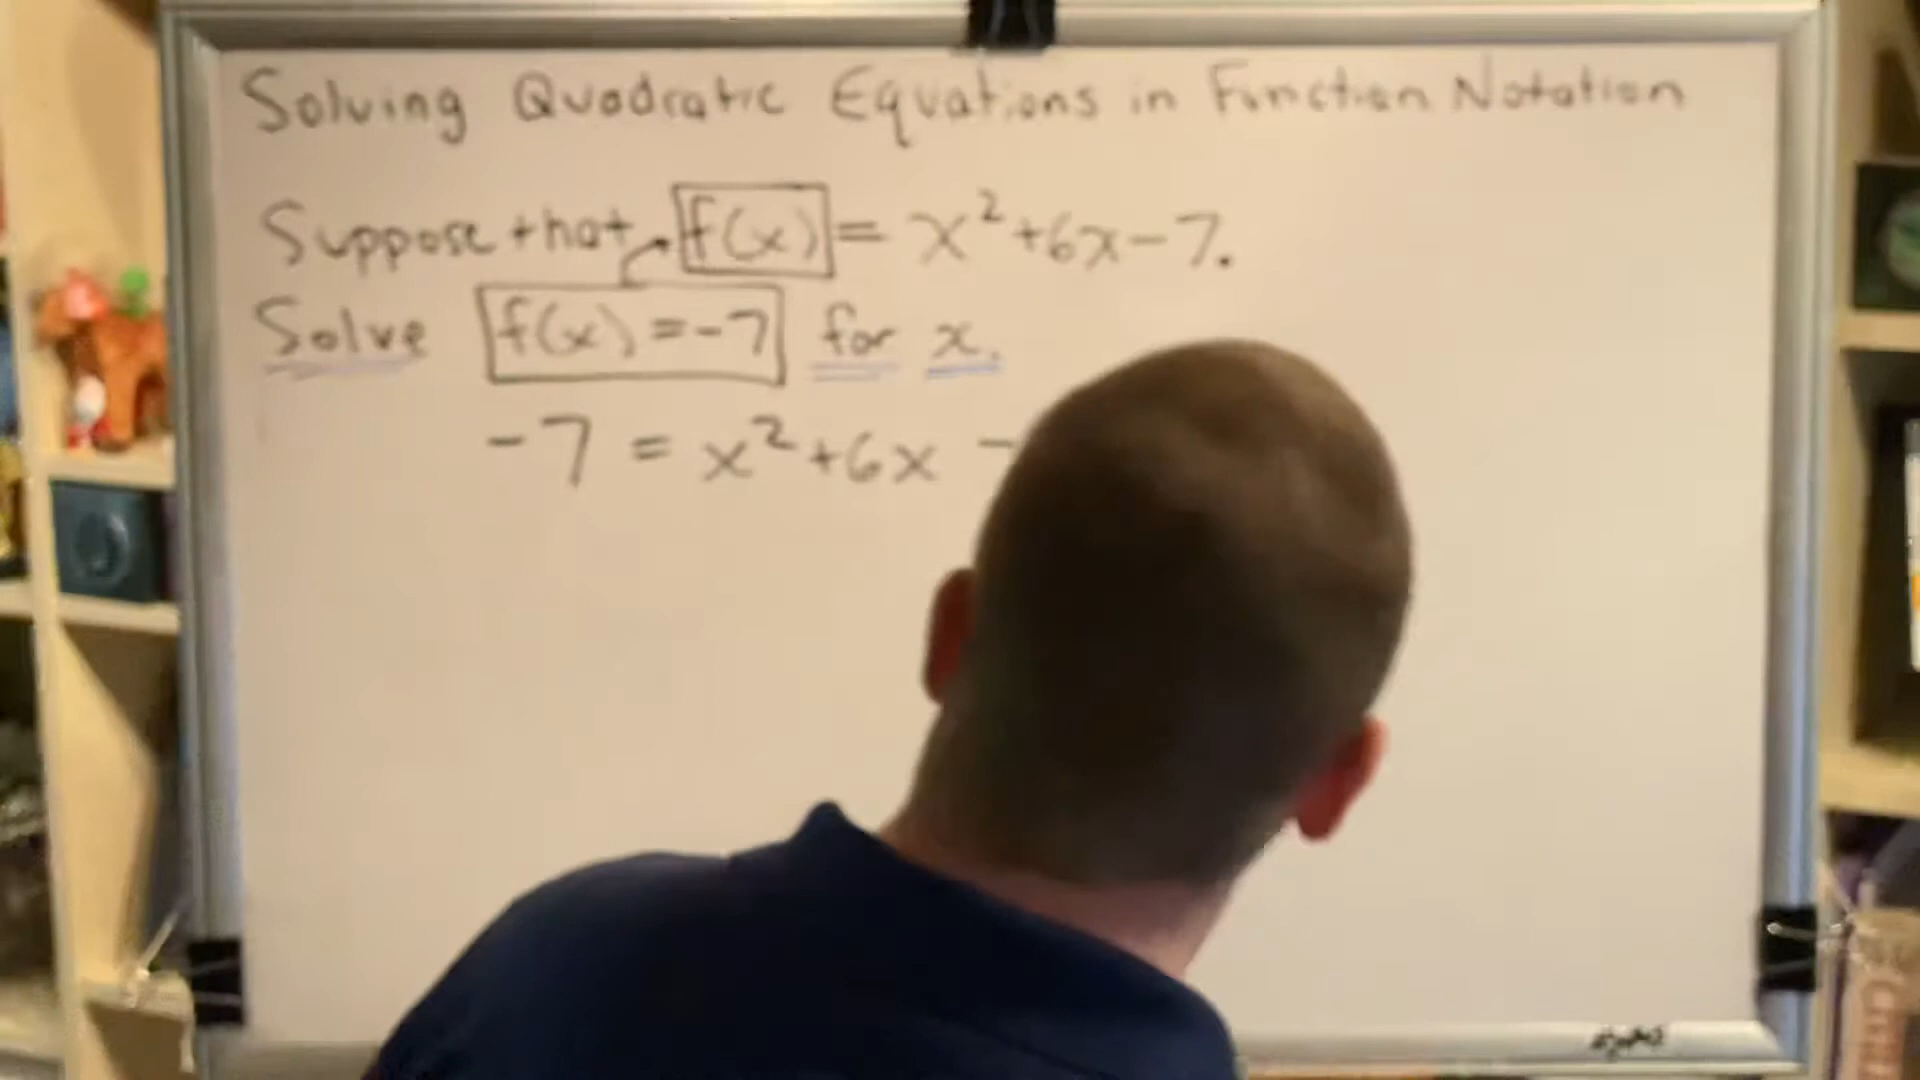 Solving Quadratic Equations in Function Notation
Suppose that f(x) = x²+6x-7.
Solve f(x) = -7 for x.
-7 = x²+6x -